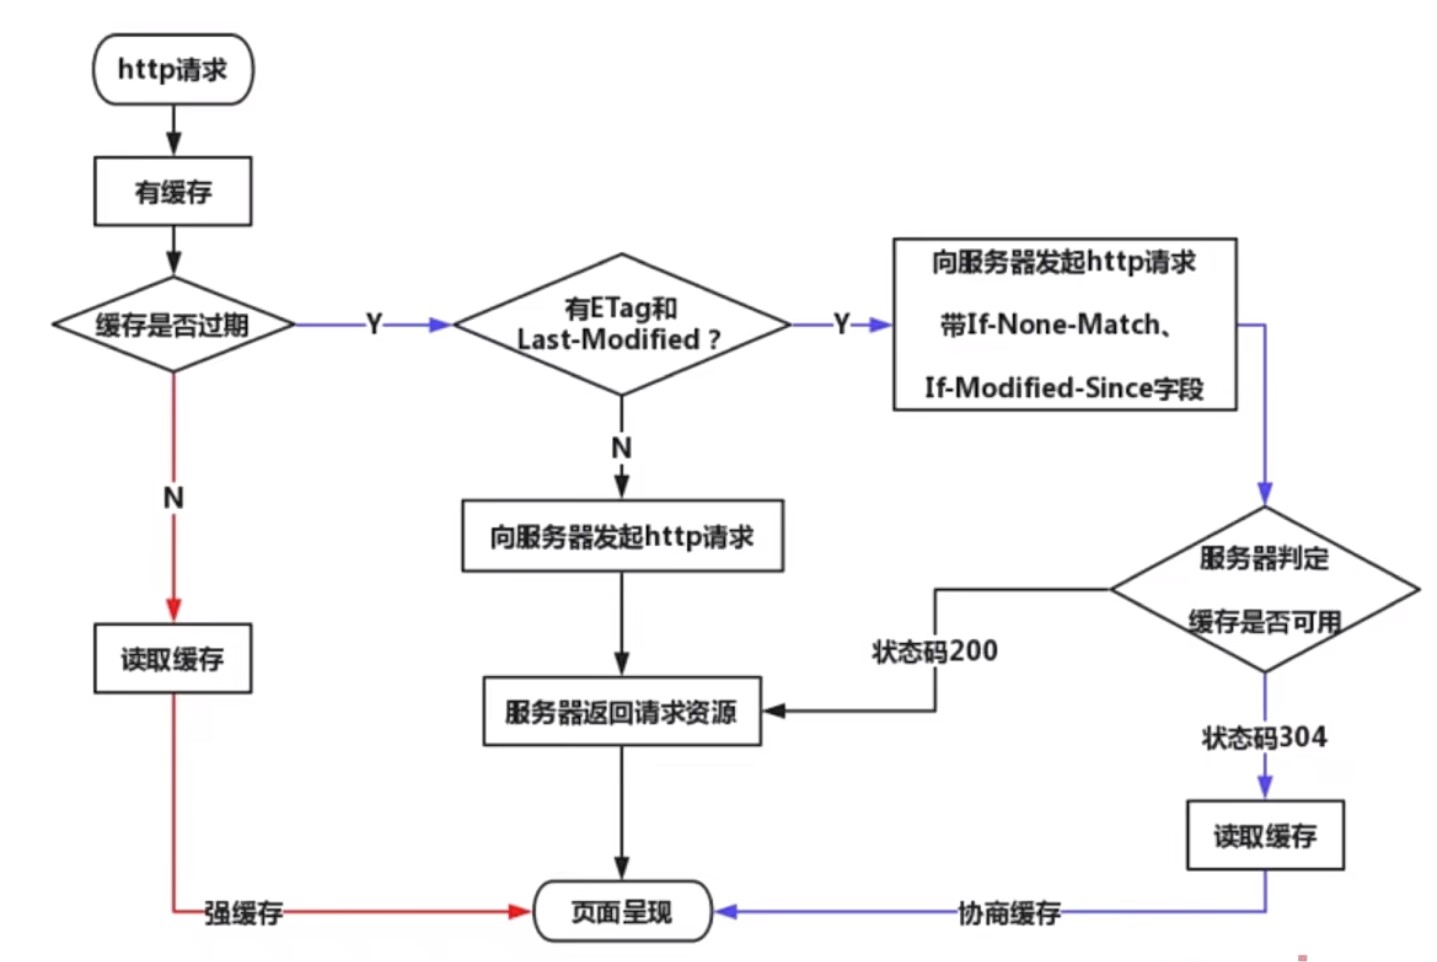 http请求
有缓存
缓存是否过期
Y
有ETag和
Last-Modified？
Y
向服务器发起http请求
带If-None-Match、
If-Modified-Since字段
N
N
向服务器发起http请求
服务器判定
缓存是否可用
读取缓存
状态码200
服务器返回请求资源
状态码304
读取缓存
强缓存
页面呈现
协商缓存